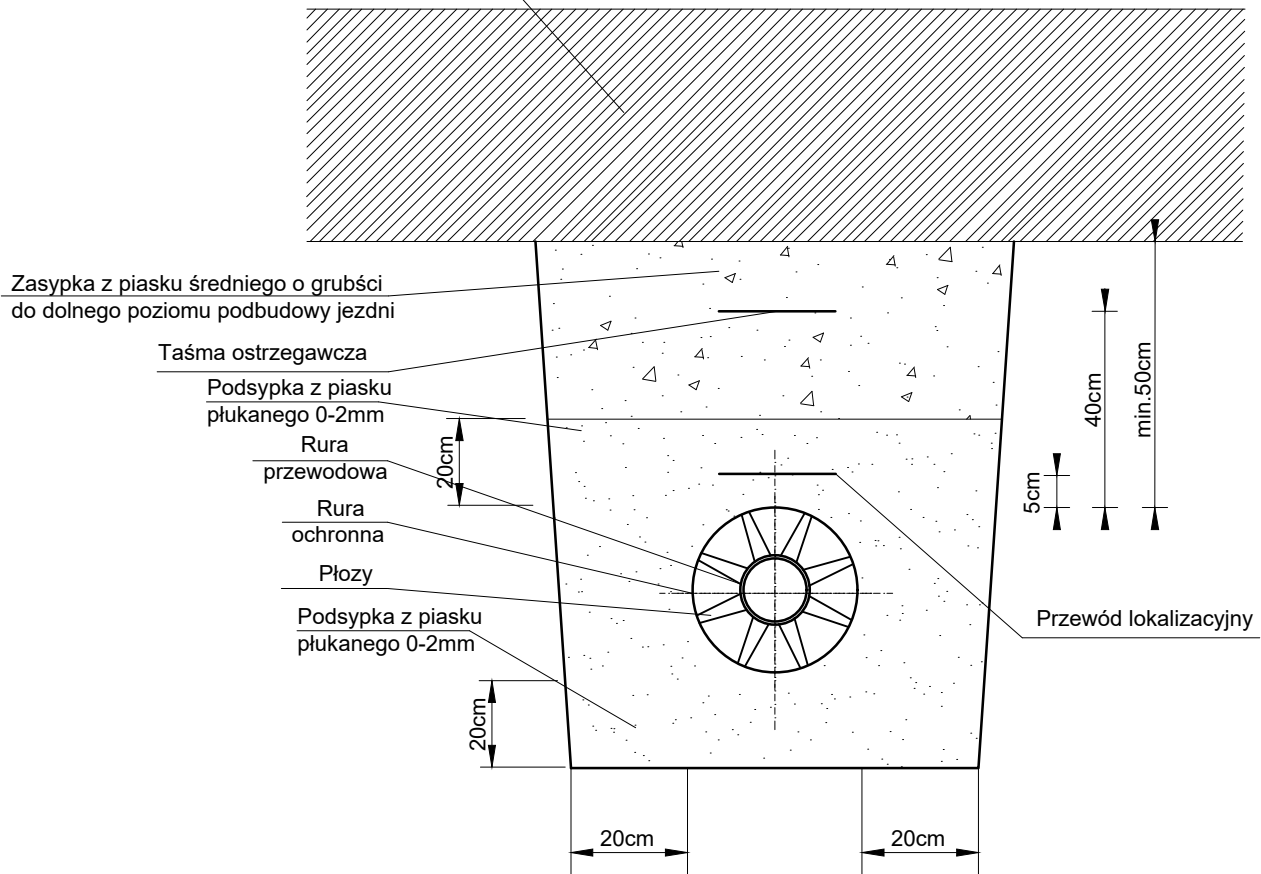 Zasypka z piasku średniego o grubści
do dolnego poziomu podbudowy jezdni
Taśma ostrzegawcza
Podsypka z piasku
płukanego 0-2mm
Rura
przewodowa
Rura
ochronna
Płozy
Podsypka z piasku
płukanego 0-2mm
20cm
20cm
40cm
min.50cm
5cm
Przewód lokalizacyjny
20cm
20cm